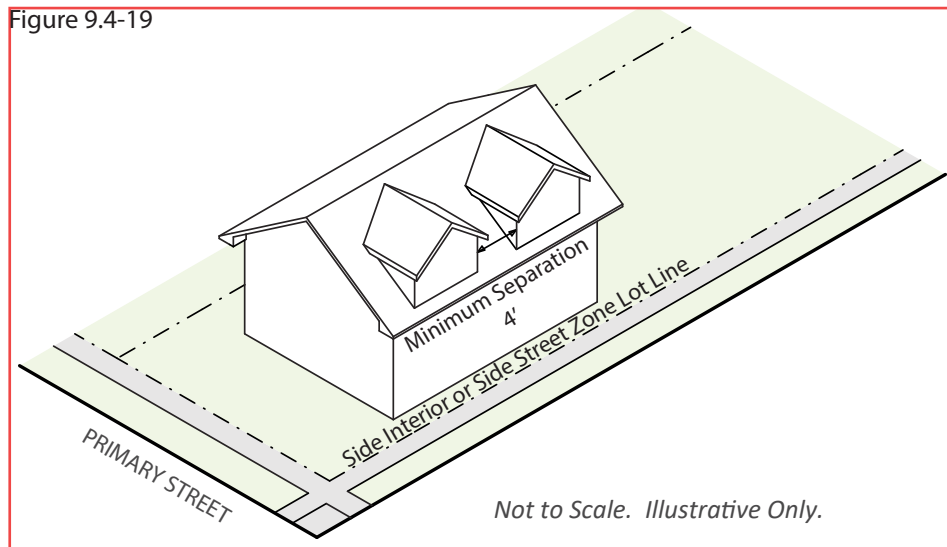 Figure 9.4-19
Minimum Separation
4'
Side Interior or Side Street Zone Lot Line
PRIMARY STREET
Not to Scale. Illustrative Only.